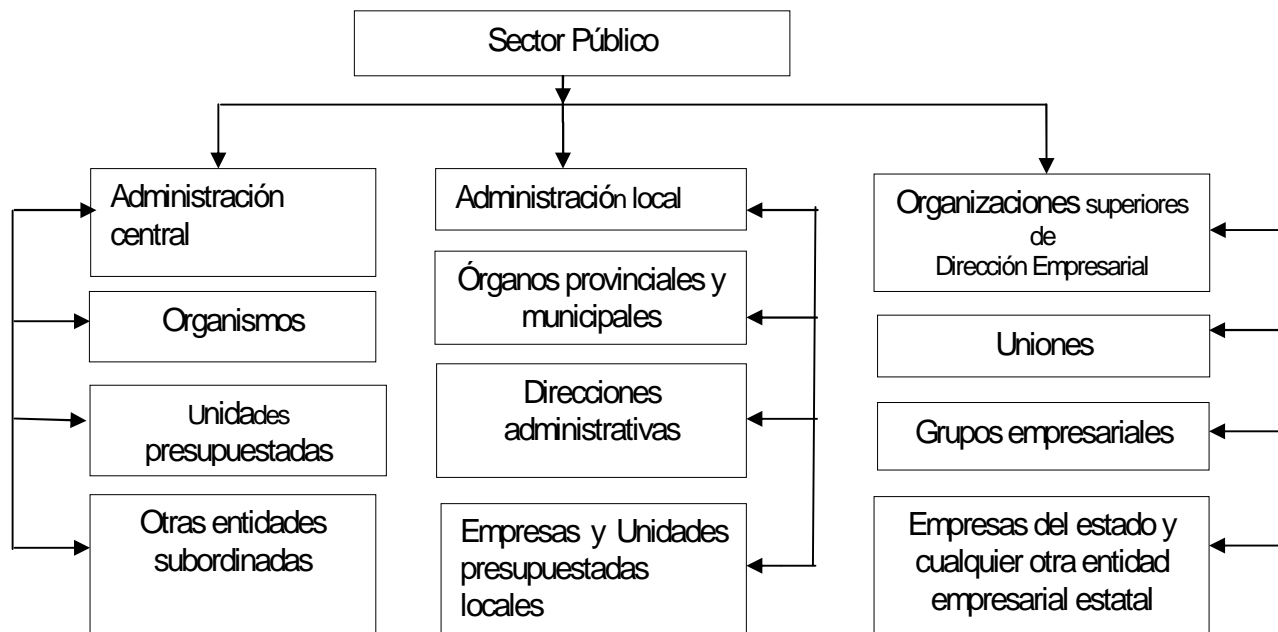 Sector Público
Administración
central
Organismos
Unidades
presupuestadas
Otras entidades
subordinadas
Administración local
Órganos provinciales y
municipales
Direcciones
administrativas
Empresas y Unidades
presupuestadas
locales
Organizaciones superiores
de
Dirección Empresarial
Uniones
Grupos empresariales
Empresas del estado y
cualquier otra entidad
empresarial estatal